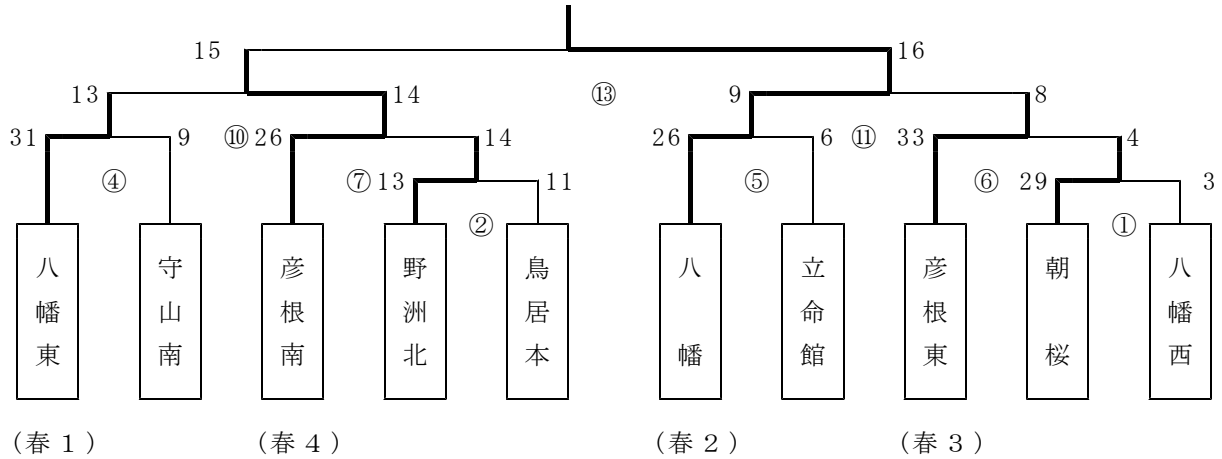 15 16
13 14 ⑬ 9 8
31 9 ⑩ 26 14 26 6 ⑪ 33 4
④ ⑦ 13 11 ⑤ ⑥ 29 3
② ①
八幡東 守山南 彦根南 野洲北 鳥居本 八幡 立命館 彦根東 朝桜 八幡西
(春1) (春4) (春2) (春3)